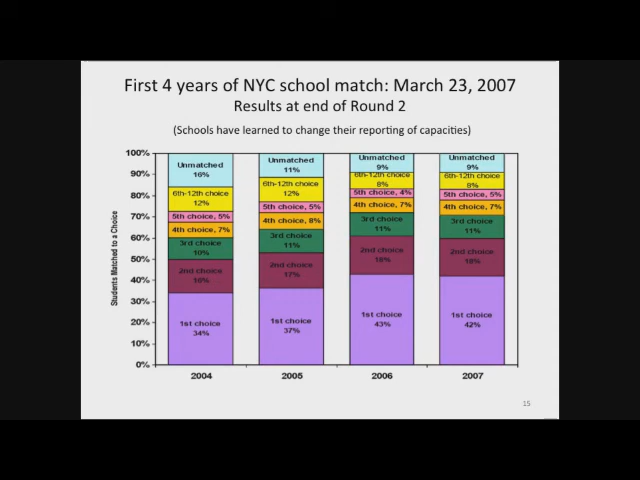 First 4 years of NYC school match: March 23, 2007
Results at end of Round 2
(Schools have learned to change their reporting of capacities)
Students Matched to a Choice
100%
90%
80%
70%
60%
50%
40%
30%
20%
10%
0%
Unmatched
16%
6th-12th choice
12%
5th choice, 5%
4th choice, 7%
3rd choice
10%
2nd choice
16%
1st choice
34%
2004
Unmatched
11%
6th-12th choice
12%
5th choice, 5%
4th choice, 8%
3rd choice
11%
2nd choice
17%
1st choice
37%
2005
Unmatched
9%
6th-12th choice
8%
5th choice, 4%
4th choice, 7%
3rd choice
11%
2nd choice
18%
1st choice
43%
2006
Unmatched
9%
6th-12th choice
8%
5th choice, 5%
4th choice, 7%
3rd choice
11%
2nd choice
18%
1st choice
42%
2007
15